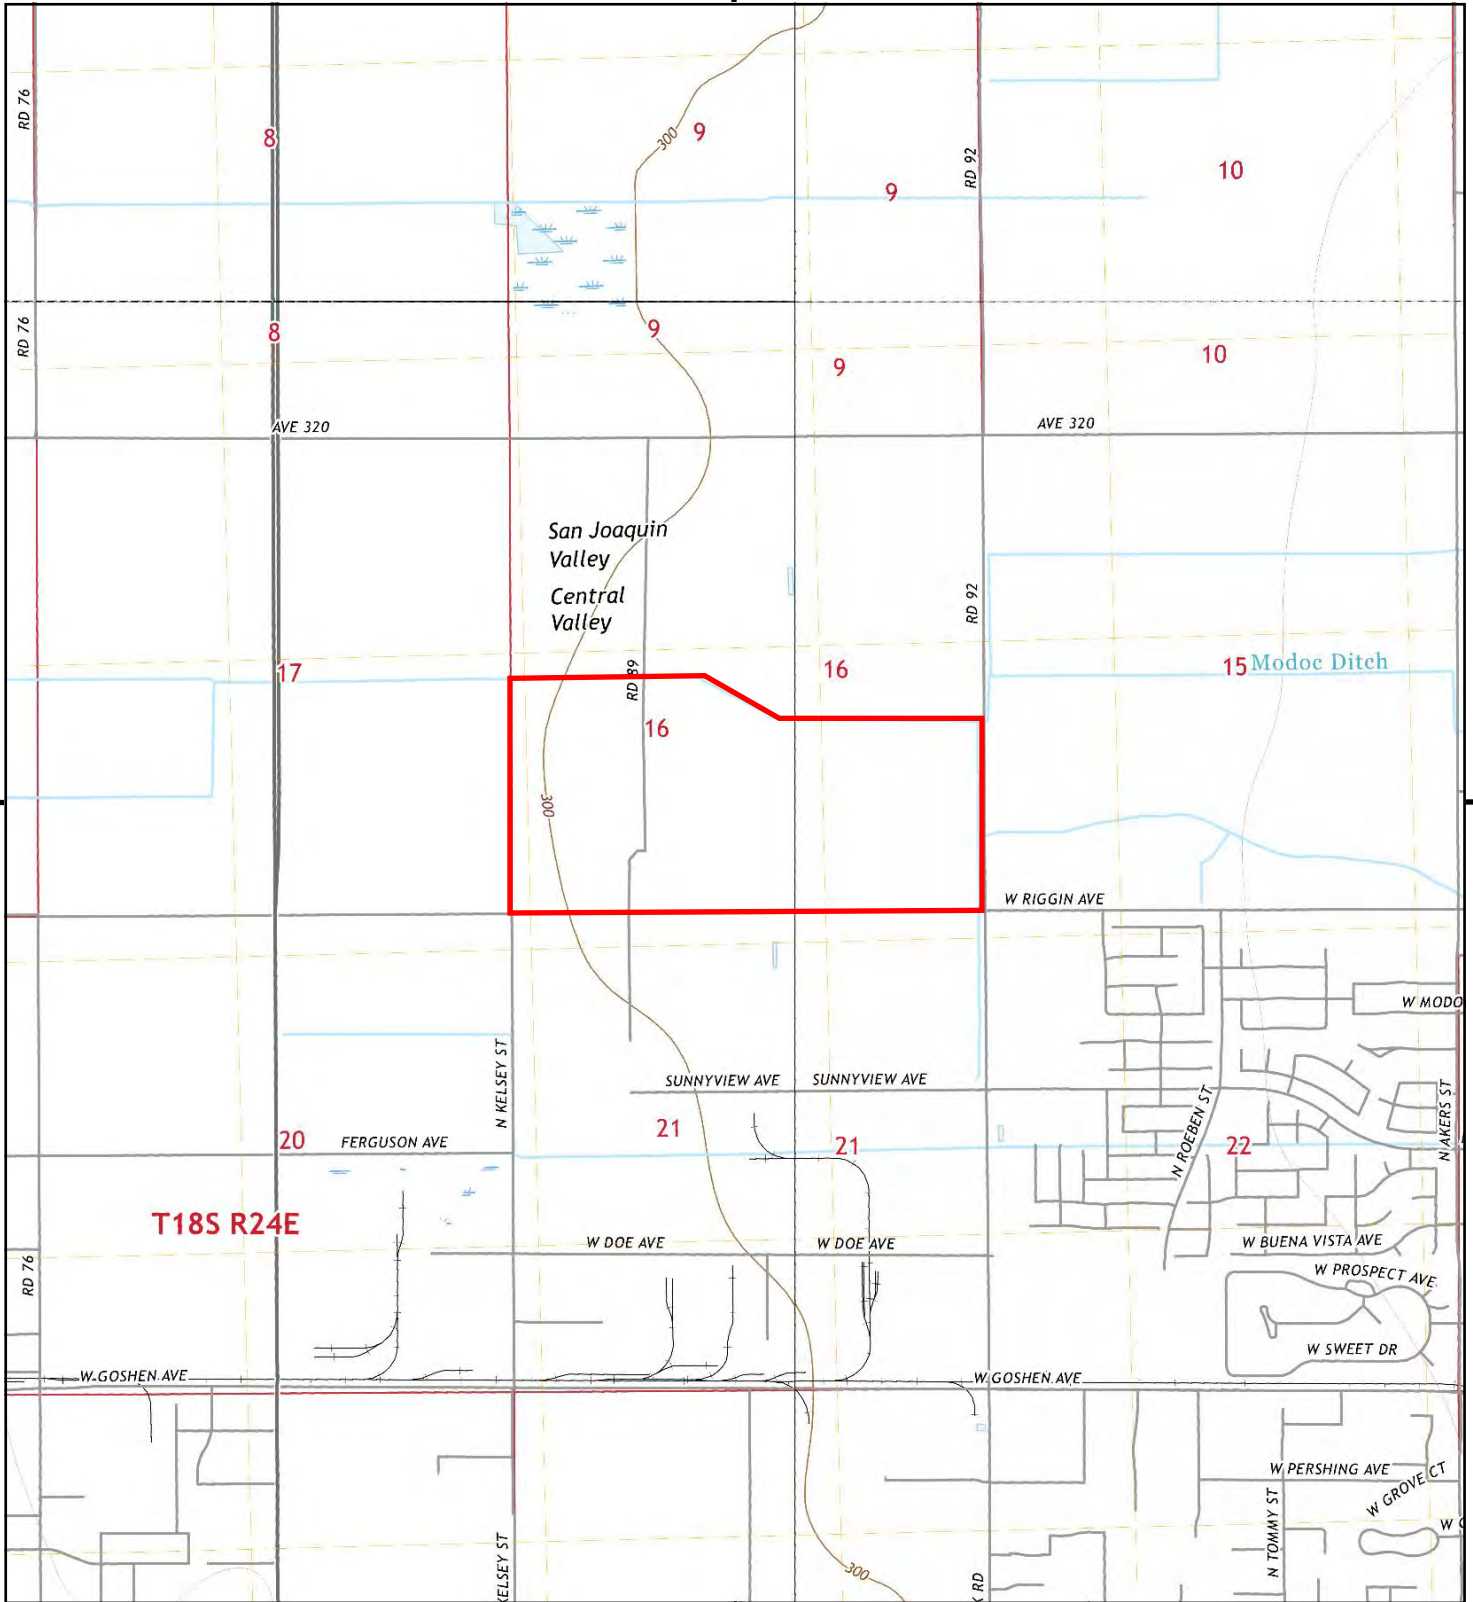 RD 76
8
300
9
9
RD 92
10
RD 76
8
9
9
10
AVE 320
AVE 320
San Joaquin
Valley
Central
Valley
RD 92
17
RD 89
16
16
15
Modoc Ditch
300
W RIGGIN AVE
W MODO
N KELSEY ST
SUNNYVIEW AVE
SUNNYVIEW AVE
N ROEBEN ST
N AKERS ST
20
FERGUSON AVE
21
21
22
T18S R24E
RD 76
W DOE AVE
W DOE AVE
W BUENA VISTA AVE
W PROSPECT AVE
W SWEET DR
W GOSHEN AVE
W GOSHEN AVE
W PERSHING AVE
W GROVE CT
N TOMMY ST
KELSEY ST
300
K RD